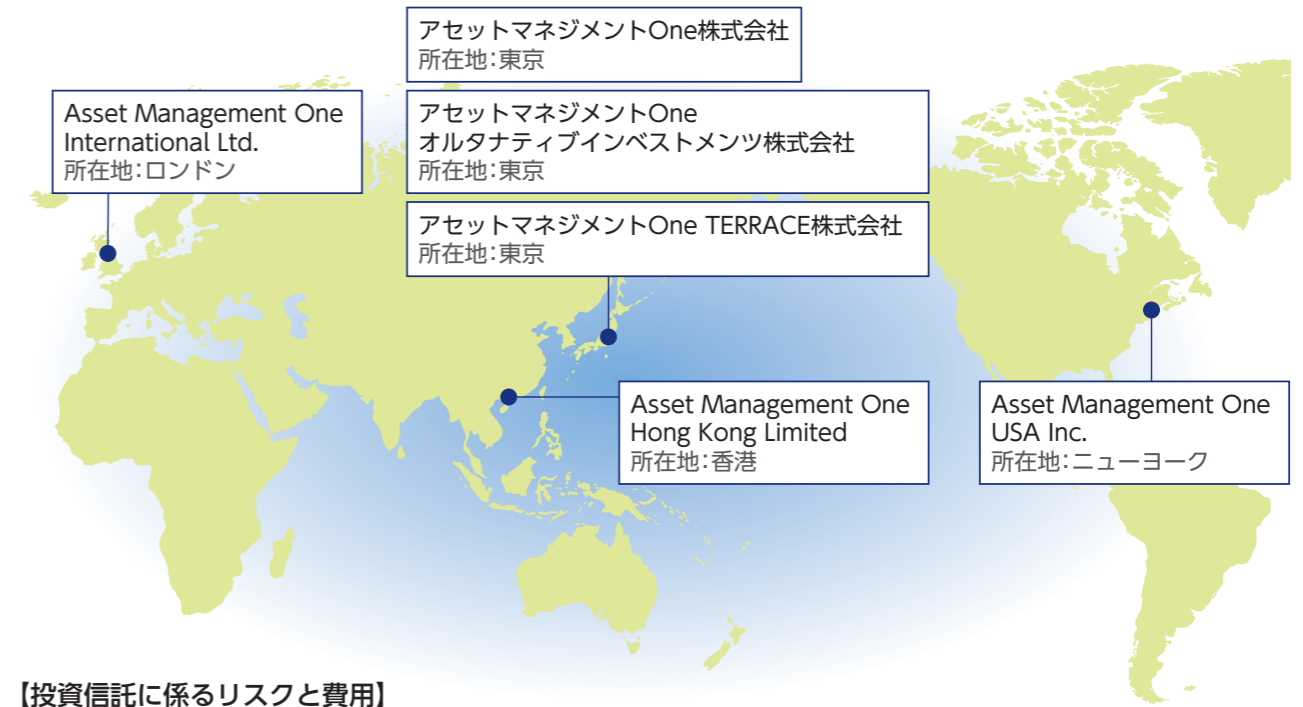 アセットマネジメントOne株式会社
所在地：東京
Asset Management One
International Ltd.
所在地：ロンドン
アセットマネジメントOne
オルタナティブインベストメンツ株式会社
所在地：東京
アセットマネジメントOne TERRACE株式会社
所在地：東京
Asset Management One
Hong Kong Limited
所在地：香港
Asset Management One
USA Inc.
所在地：ニューヨーク
【投資信託に係るリスクと費用】